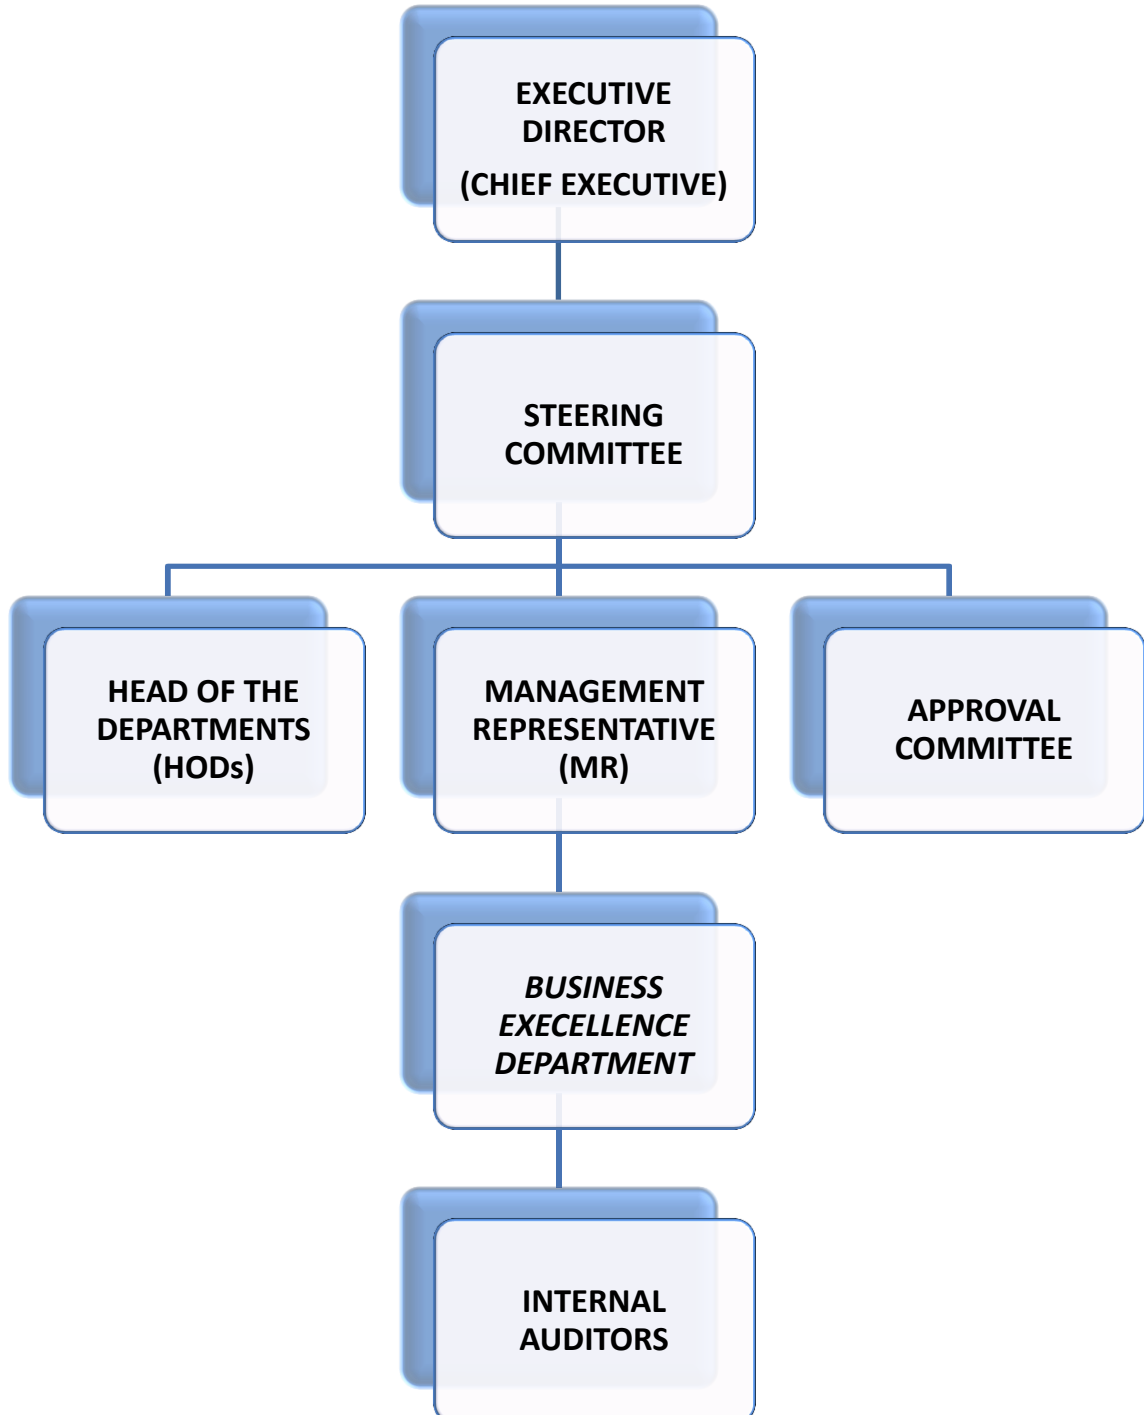 EXECUTIVE
DIRECTOR
(CHIEF EXECUTIVE)
STEERING
COMMITTEE
HEAD OF THE
DEPARTMENTS
(HODs)
MANAGEMENT
REPRESENTATIVE
(MR)
APPROVAL
COMMITTEE
BUSINESS
EXECELLENCE
DEPARTMENT
INTERNAL
AUDITORS